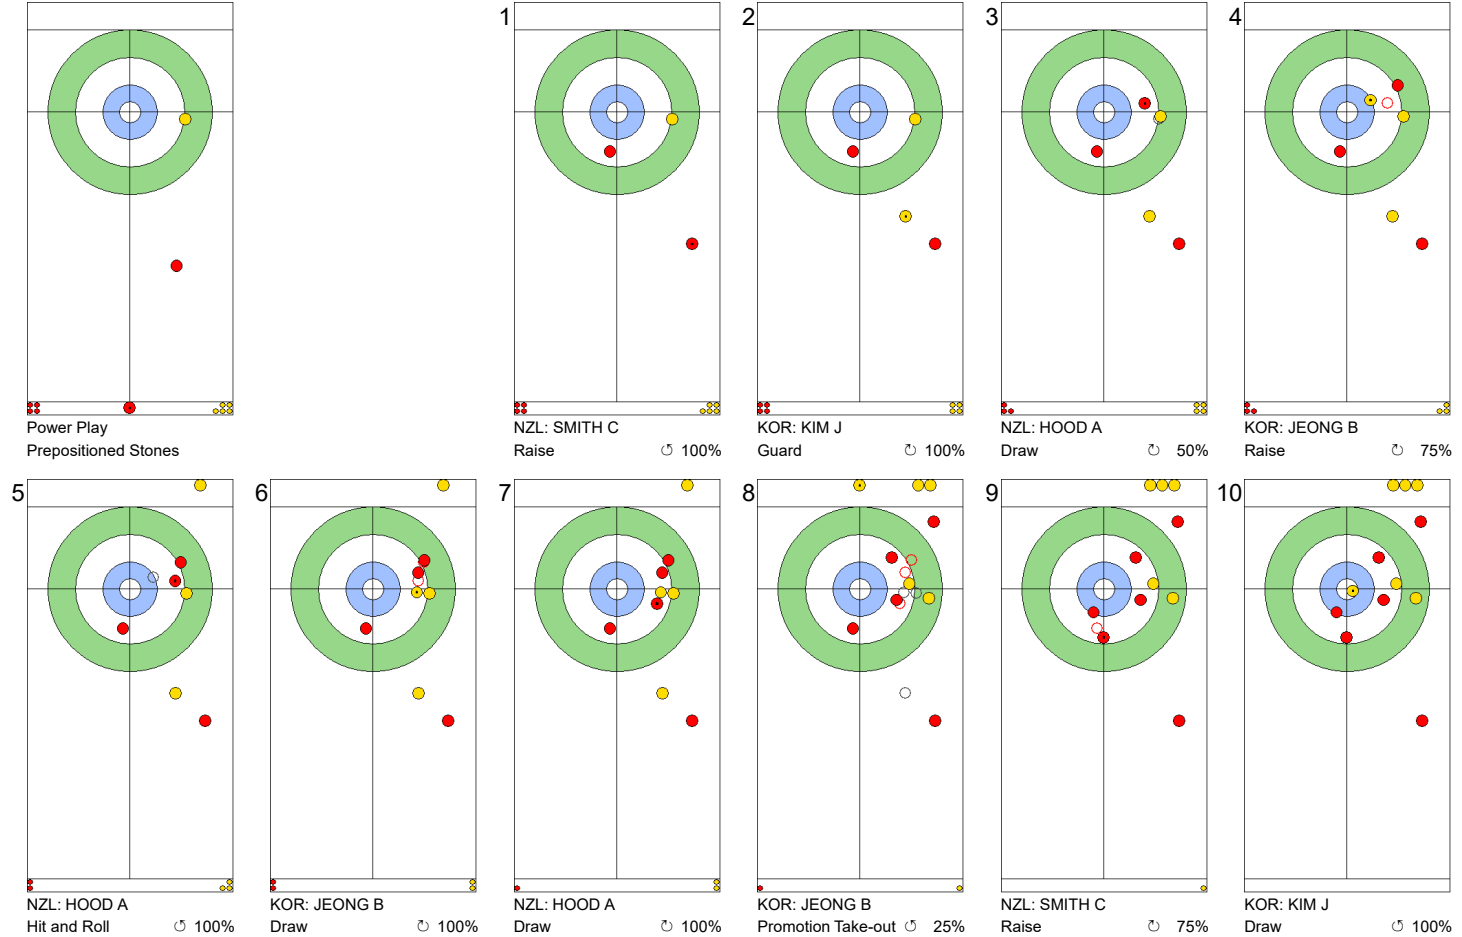 1
2
3
4
Power Play
Prepositioned Stones
NZL: SMITH C
Raise 100%
KOR: KIM J
Guard 100%
NZL: HOOD A
Draw 50%
KOR: JEONG B
Raise 75%
5
6
7
8
9
10
NZL: HOOD A
Hit and Roll 100%
KOR: JEONG B
Draw 100%
NZL: HOOD A
Draw 100%
KOR: JEONG B
Promotion Take-out 25%
NZL: SMITH C
Raise 75%
KOR: KIM J
Draw 100%